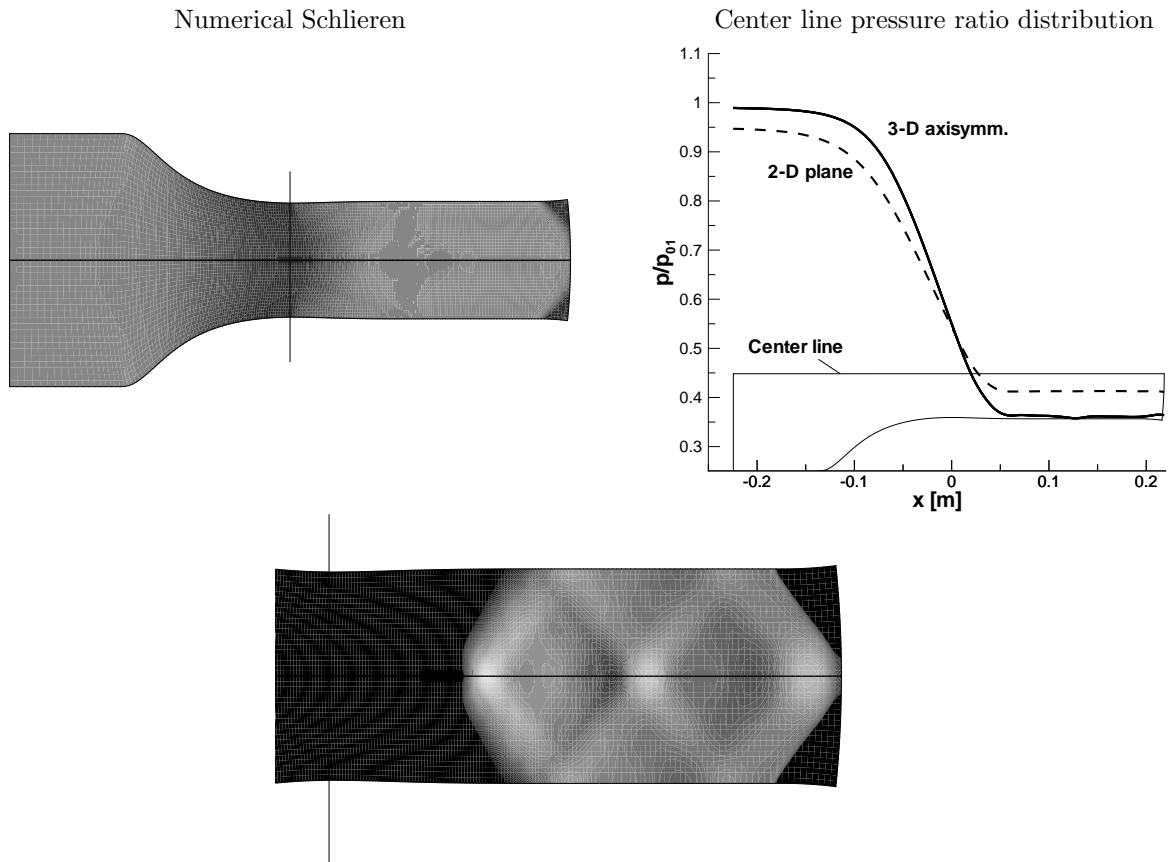 Numerical Schlieren
Center line pressure ratio distribution
1.1
1
0.9
0.8
0.7
0.6
0.5
0.4
0.3
p/p01
3-D axisymm.
2-D plane
Center line
-0.2
-0.1
0
0.1
0.2
x [m]